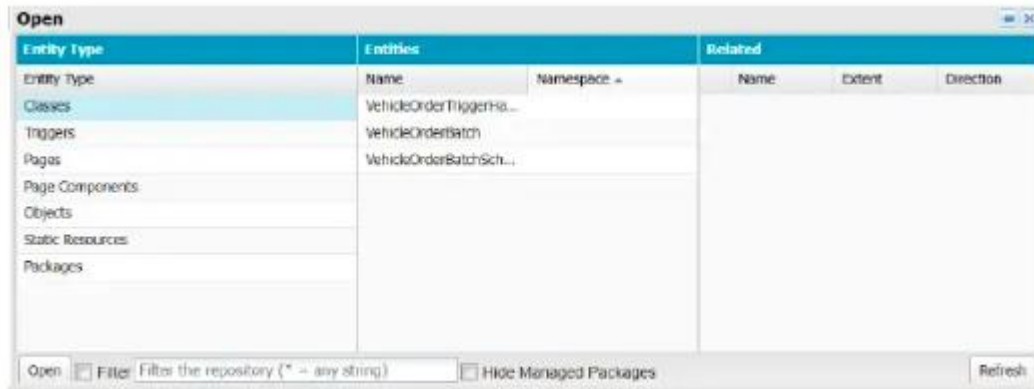 Open
Entity Type Entities Related
Entity Type Name Namespace Name Extent Direction
Classes VehicleOrderTriggerHa...
Triggers VehicleOrderBatch
Pages VehicleOrderBatchSch...
Page Components
Objects
Static Resources
Packages
Open Filter Filter the repository (* = any string) Hide Managed Packages Refresh